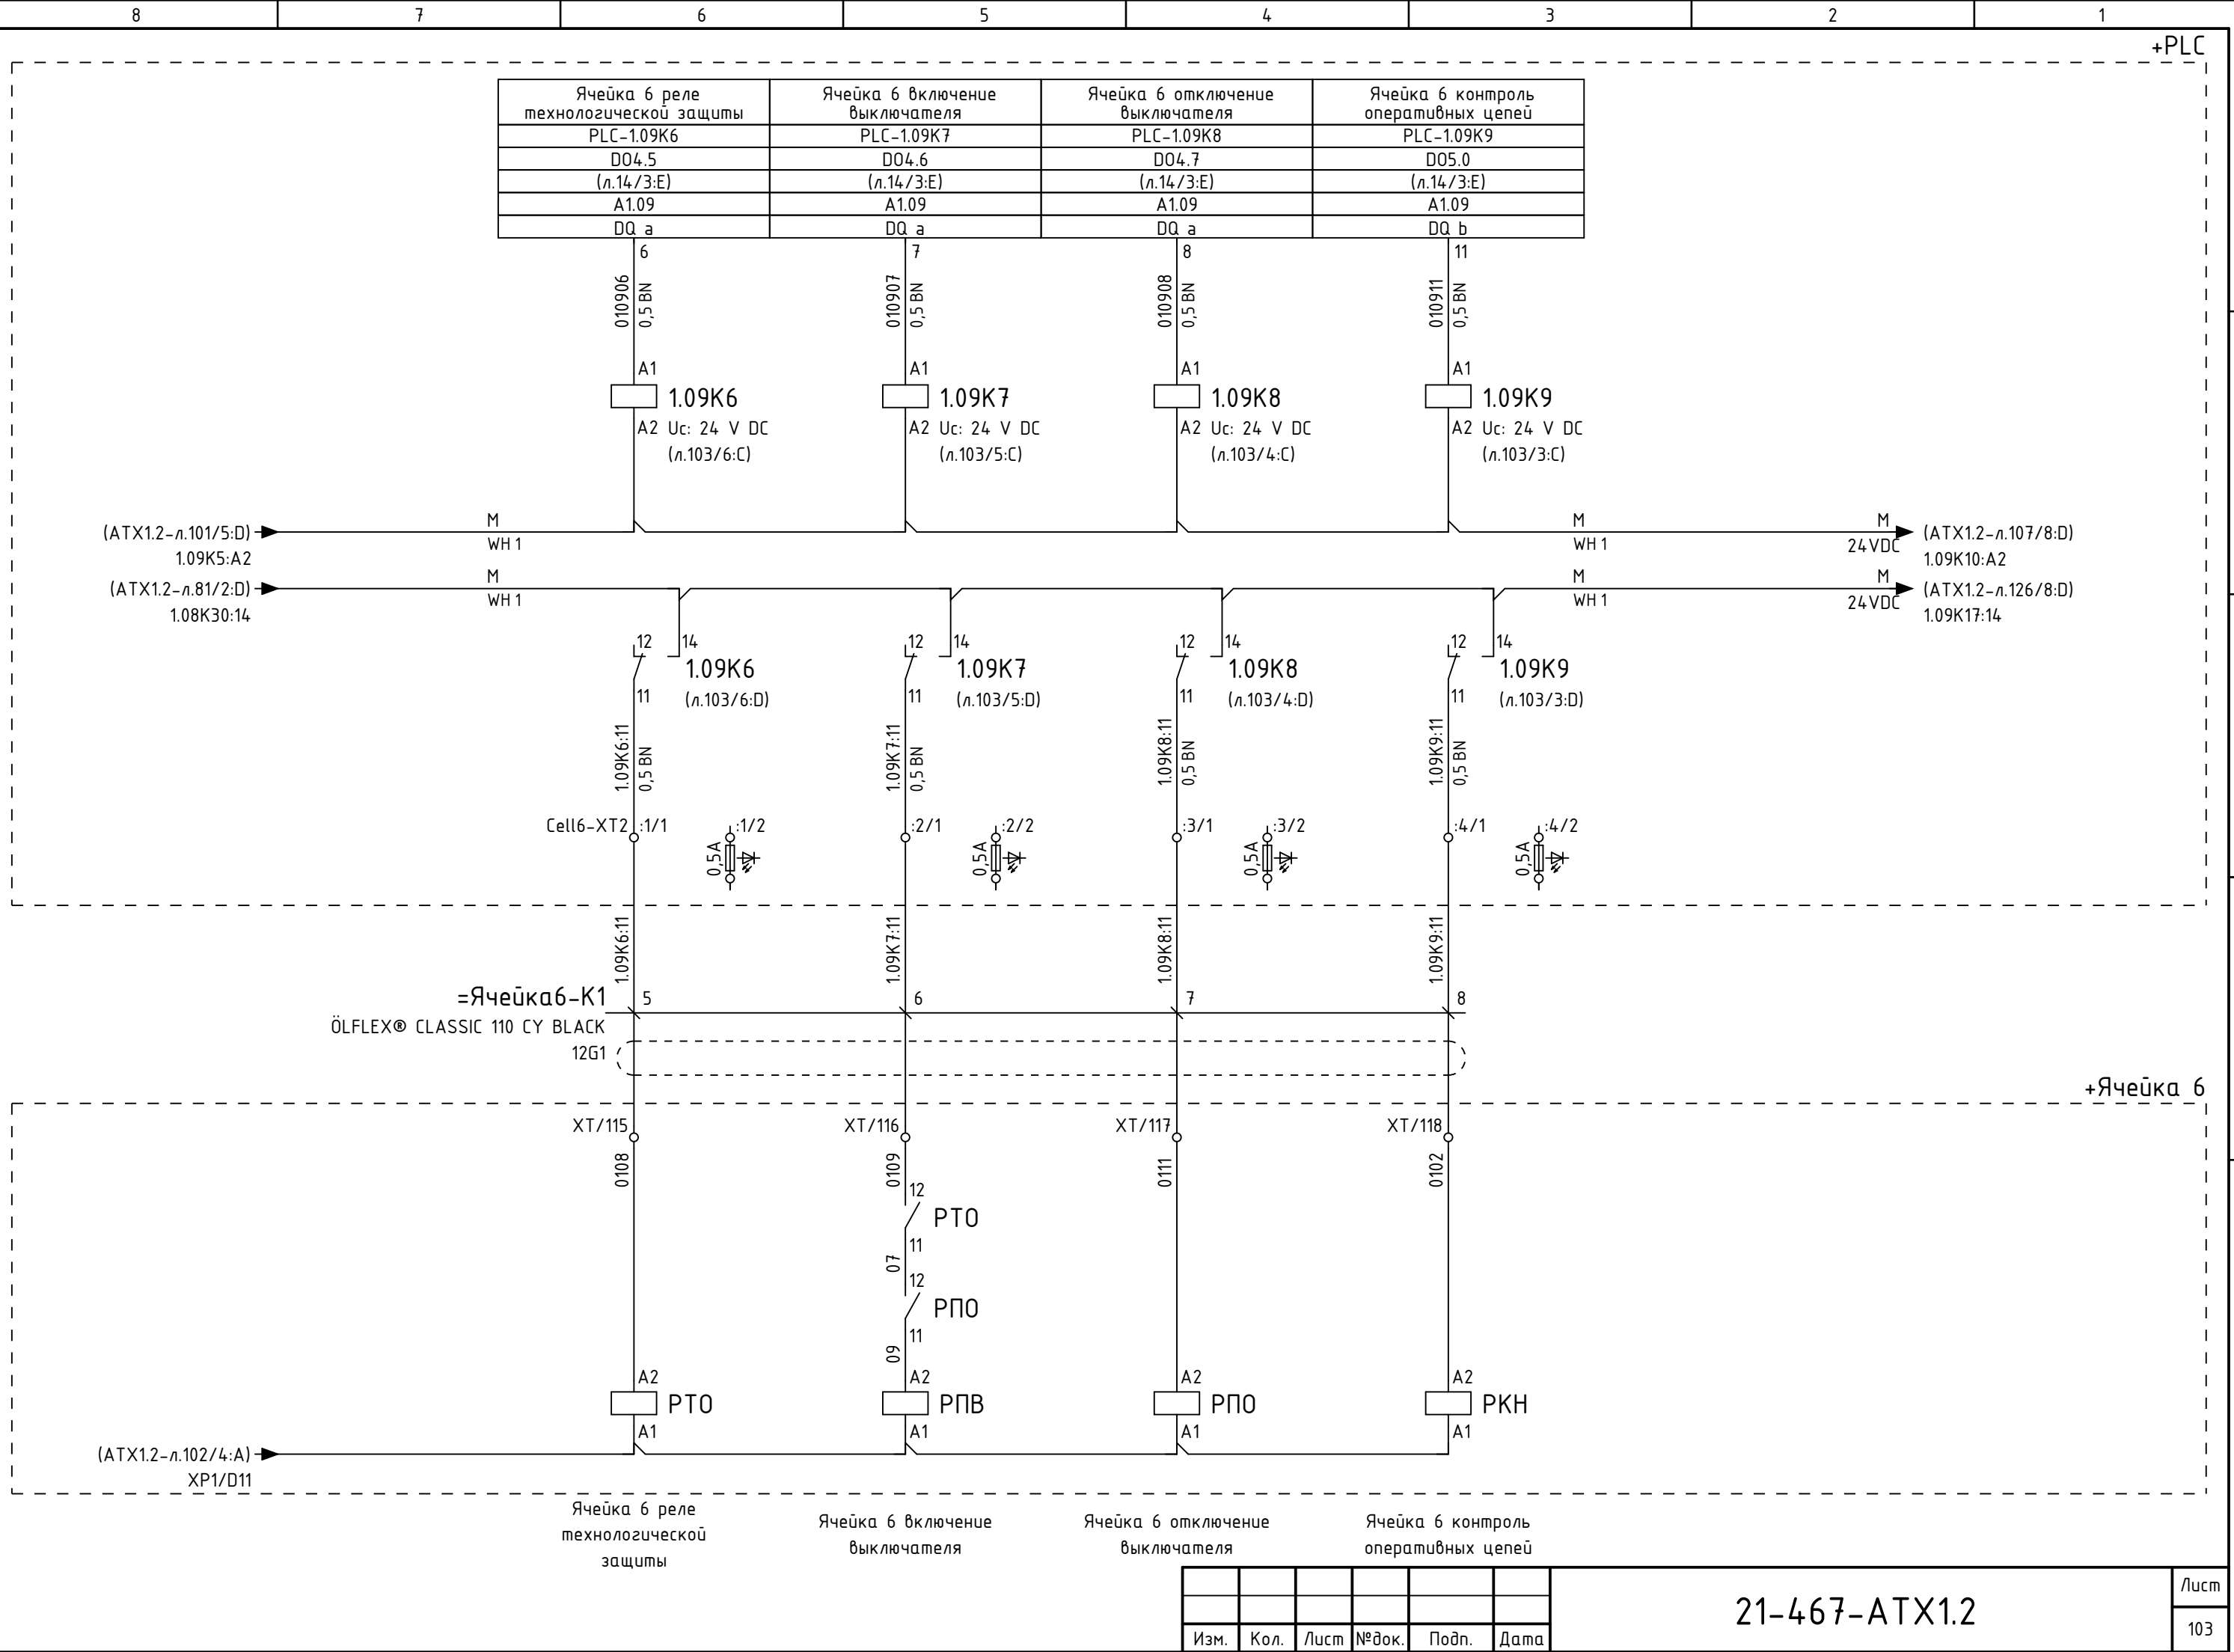 8 7 6 5 4 3 2 1
+PLC
Ячейка 6 реле технологической защиты
Ячейка 6 включение выключателя
Ячейка 6 отключение выключателя
Ячейка 6 контроль оперативных цепей
PLC-1.09K6 PLC-1.09K7 PLC-1.09K8 PLC-1.09K9
DO4.5 DO4.6 DO4.7 DO5.0
(л.14/3:E) (л.14/3:E) (л.14/3:E) (л.14/3:E)
A1.09 A1.09 A1.09 A1.09
DQ a DQ a DQ a DQ b
6 7 8 11
010906 0,5 BN 010907 0,5 BN 010908 0,5 BN 010911 0,5 BN
A1 A1 A1 A1
1.09K6 1.09K7 1.09K8 1.09K9
A2 Uc: 24 V DC A2 Uc: 24 V DC A2 Uc: 24 V DC A2 Uc: 24 V DC
(л.103/6:C) (л.103/5:C) (л.103/4:C) (л.103/3:C)
M M M
(ATX1.2-л.101/5:D) (ATX1.2-л.107/8:D)
WH 1 WH 1 24VDC
1.09K5:A2 1.09K10:A2
M M M
(ATX1.2-л.81/2:D) (ATX1.2-л.126/8:D)
WH 1 WH 1 24VDC
1.08K30:14 1.09K17:14
12 14 12 14 12 14 12 14
1.09K6 1.09K7 1.09K8 1.09K9
11 (л.103/6:D) 11 (л.103/5:D) 11 (л.103/4:D) 11 (л.103/3:D)
1.09K6:11 0,5 BN 1.09K7:11 0,5 BN 1.09K8:11 0,5 BN 1.09K9:11 0,5 BN
Cell6-XT2 :1/1 :1/2 :2/1 :2/2 :3/1 :3/2 :4/1 :4/2
0,5A 0,5A 0,5A 0,5A
1.09K6:11 1.09K7:11 1.09K8:11 1.09K9:11
=Ячейка6-К1 5 6 7 8
ÖLFLEX® CLASSIC 110 CY BLACK
12G1
+Ячейка 6
XT/115 XT/116 XT/117 XT/118
0108 0109 0111 0102
12
РТО
11
07
12
РПО
11
09
A2 A2 A2 A2
РТО РПВ РПО РКН
A1 A1 A1 A1
(ATX1.2-л.102/4:A)
XP1/D11
Ячейка 6 реле
технологической
защиты
Ячейка 6 включение
выключателя
Ячейка 6 отключение
выключателя
Ячейка 6 контроль
оперативных цепей
21-467-АТХ1.2
Лист
103
Изм. Кол. Лист №док. Подп. Дата